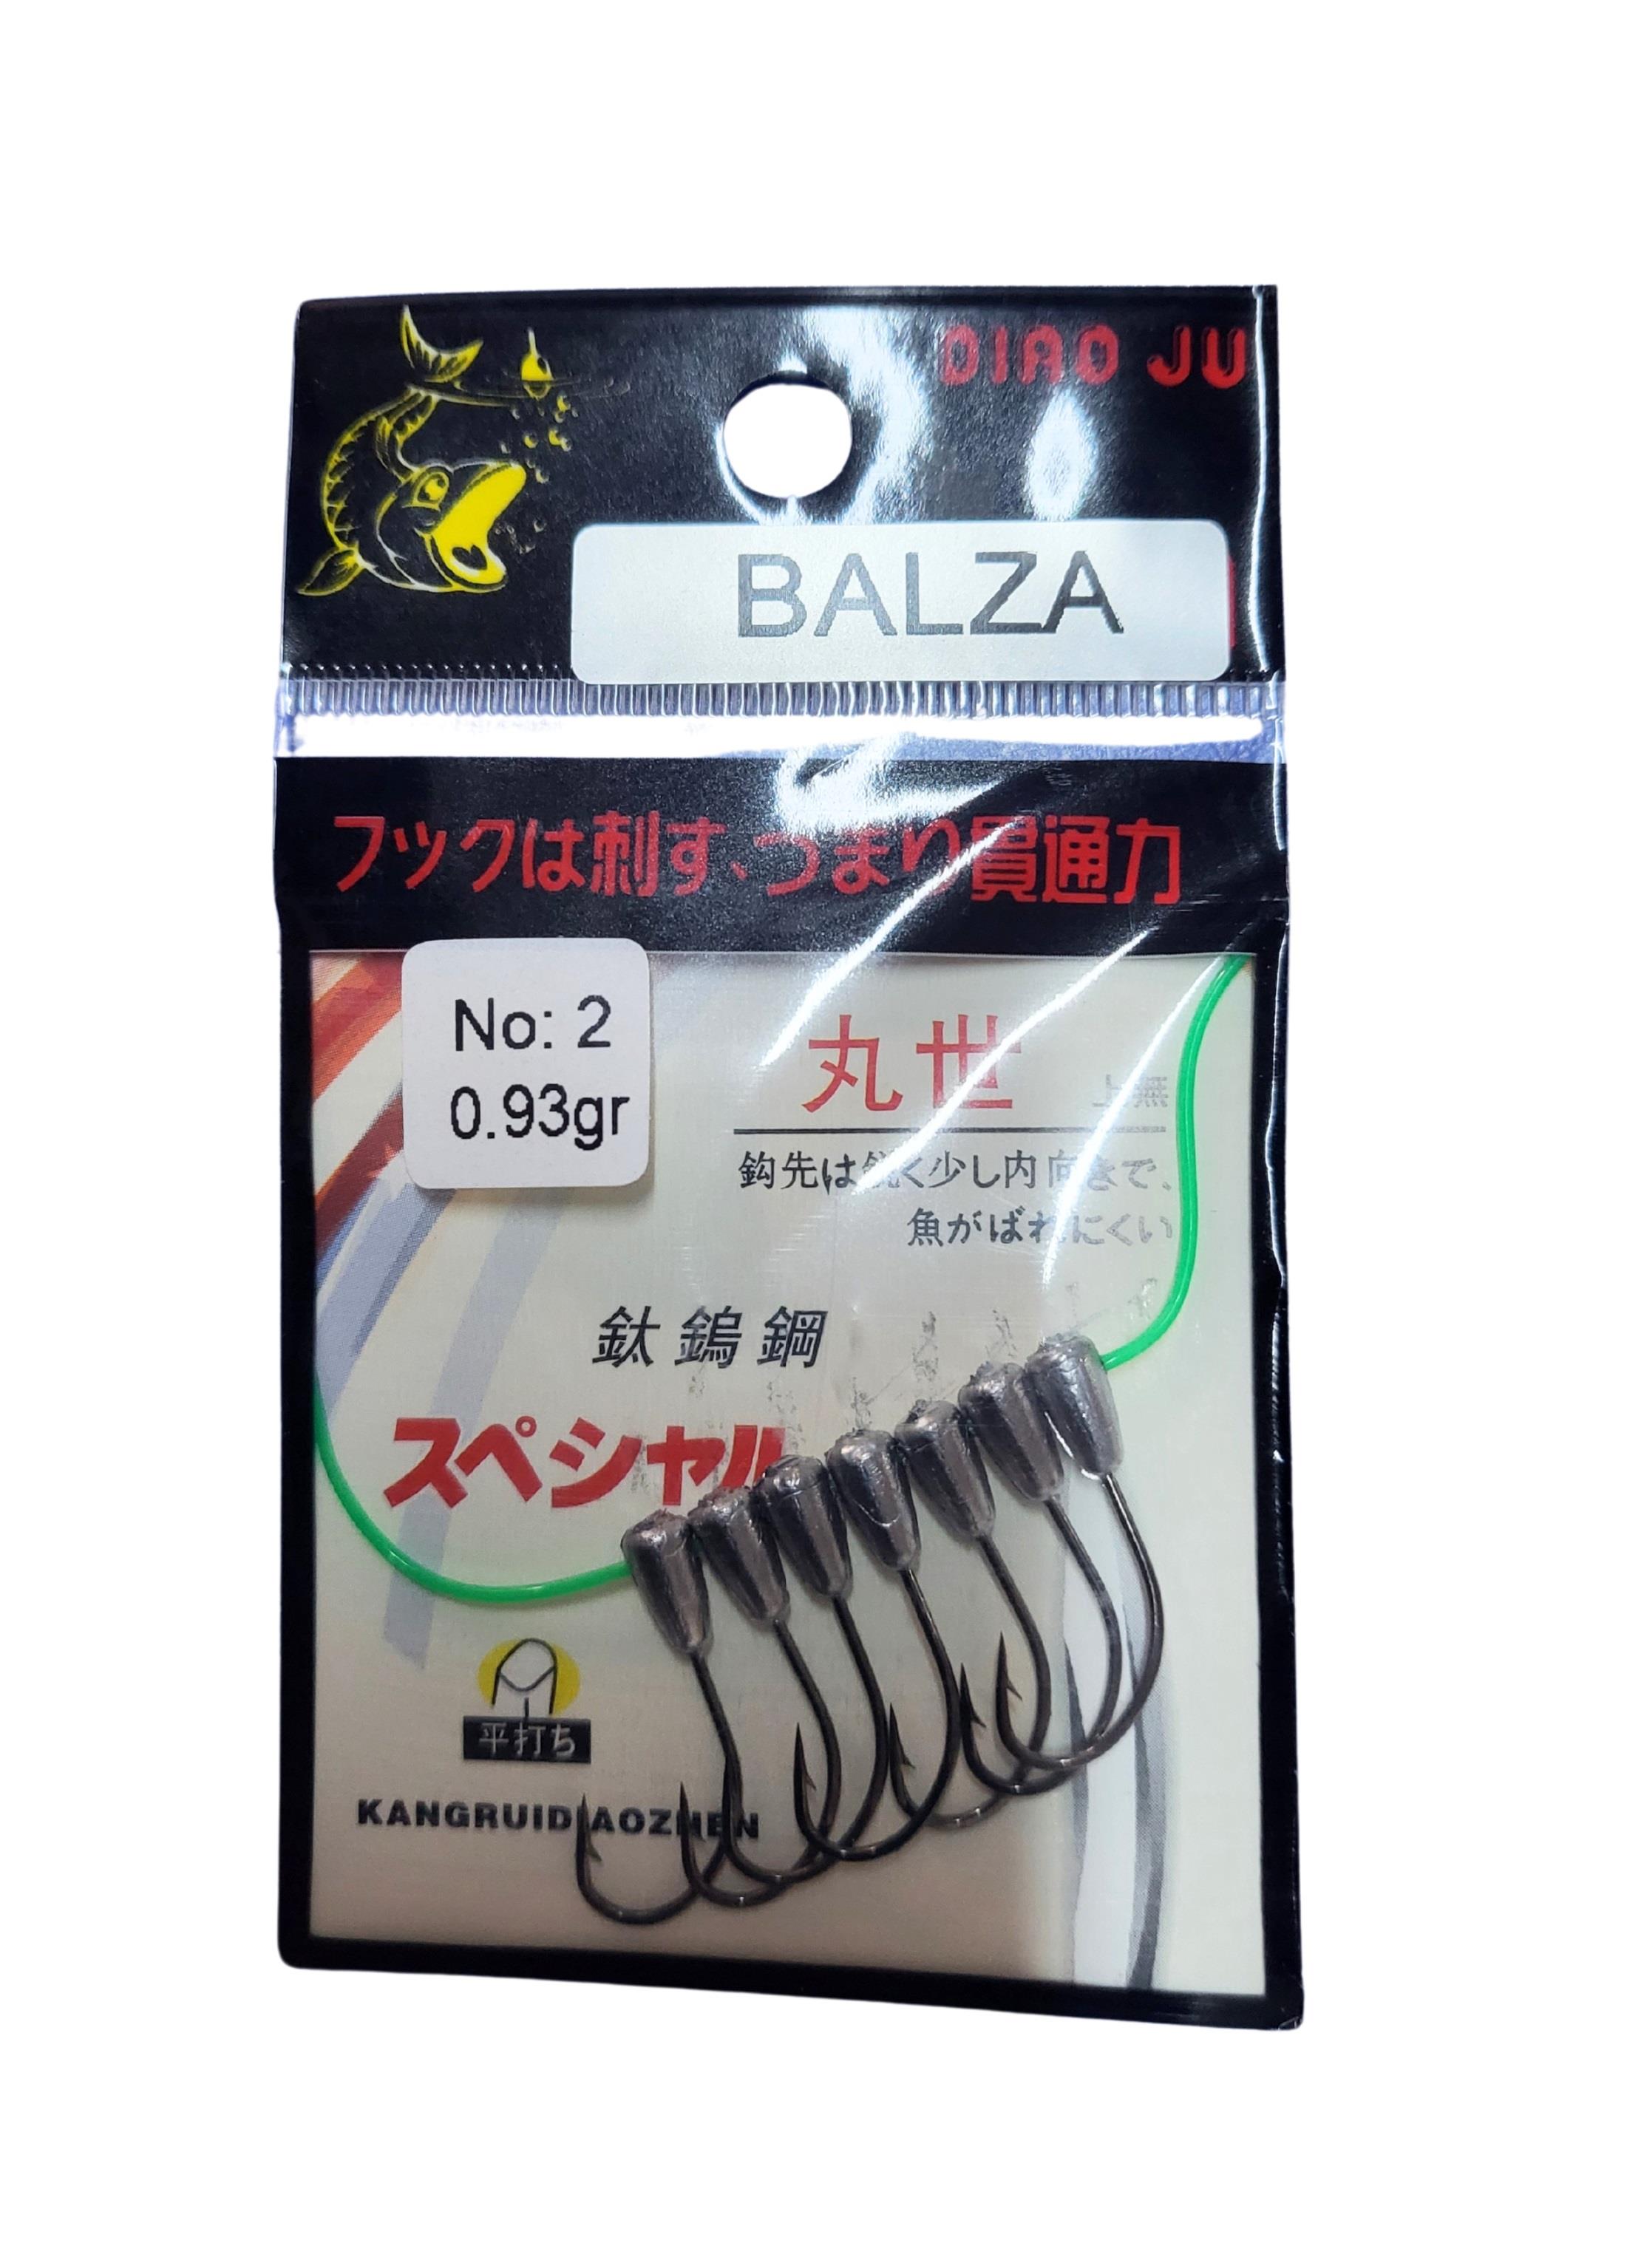 DIAO JU
BALZA
フックは刺す、つまり貫通力
No: 2
0.93gr
丸世
上無
鈎先は鋭く少し内向きで、
魚がばれにくい
鈦鎢鋼
スペシャル
平打ち
KANGRUIDIAOZHEN